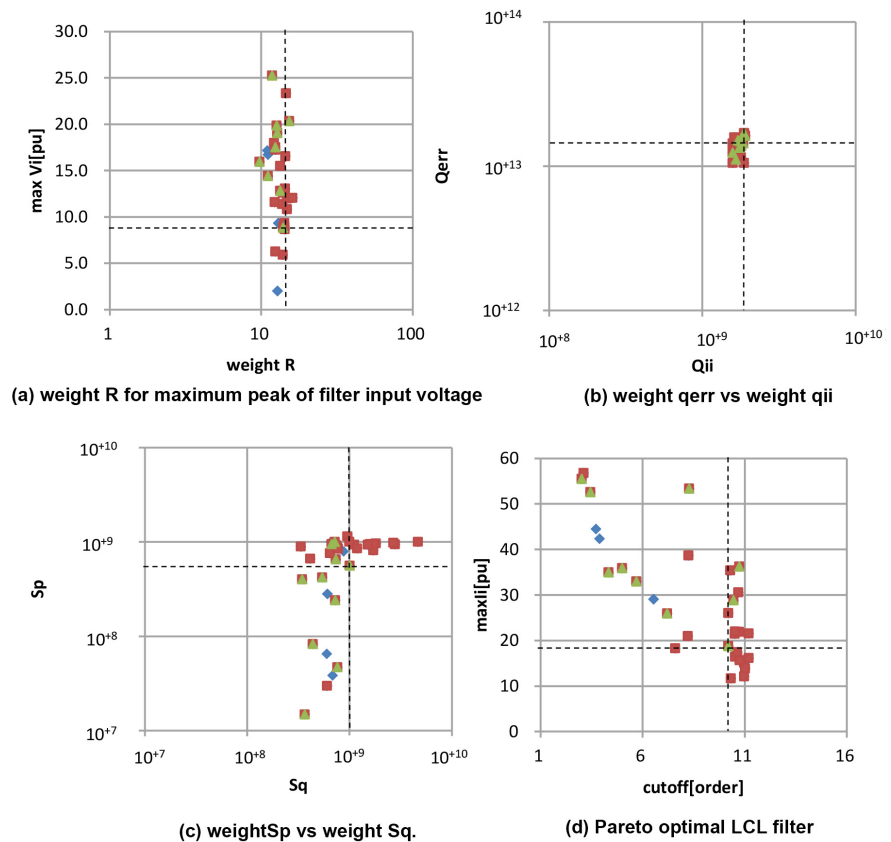 30.0
25.0
20.0
15.0
10.0
5.0
0.0
max Vi[pu]
1
10
100
weight R
(a) weight R for maximum peak of filter input voltage
10+14
10+13
10+12
Qerr
10+8
10+9
10+10
Qii
(b) weight qerr vs weight qii
10+10
10+9
10+8
10+7
Sp
10+7
10+8
10+9
10+10
Sq
(c) weightSp vs weight Sq.
60
50
40
30
20
10
0
maxIi[pu]
1
6
11
16
cutoff[order]
(d) Pareto optimal LCL filter